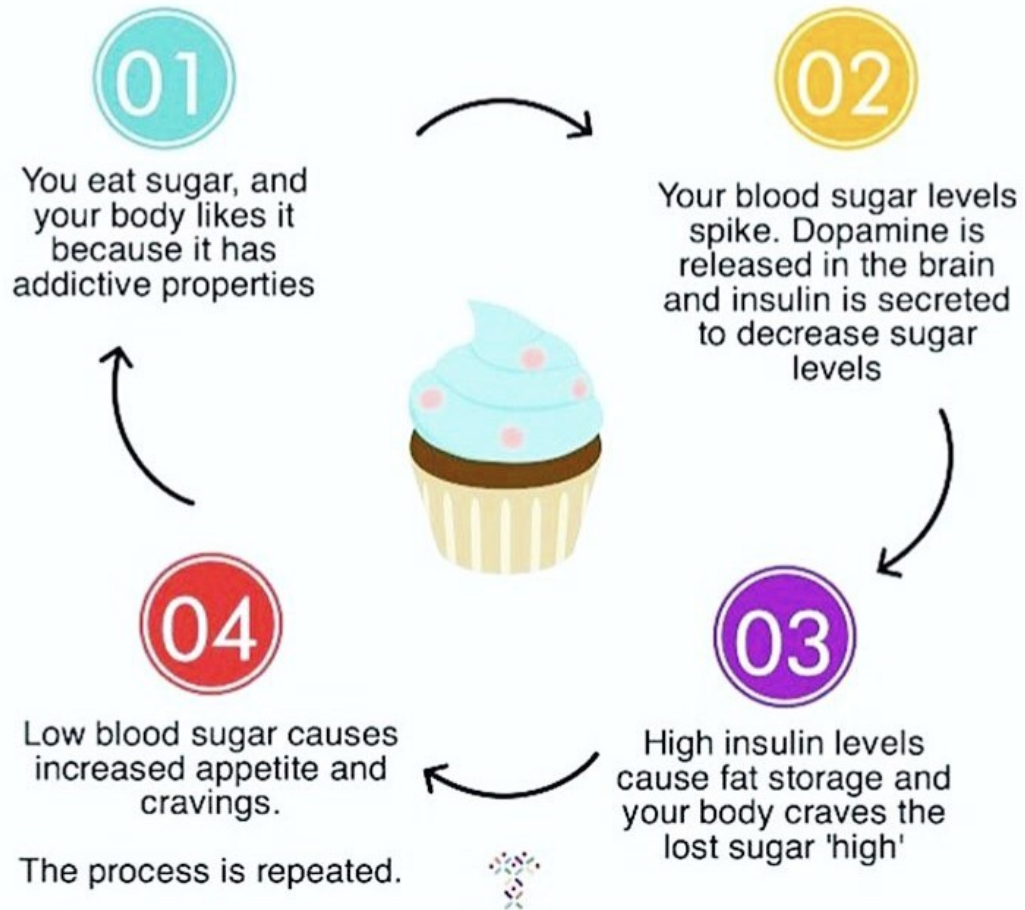 01
You eat sugar, and
your body likes it
because it has
addictive properties
02
Your blood sugar levels
spike. Dopamine is
released in the brain
and insulin is secreted
to decrease sugar
levels
03
High insulin levels
cause fat storage and
your body craves the
lost sugar 'high'
04
Low blood sugar causes
increased appetite and
cravings.
The process is repeated.